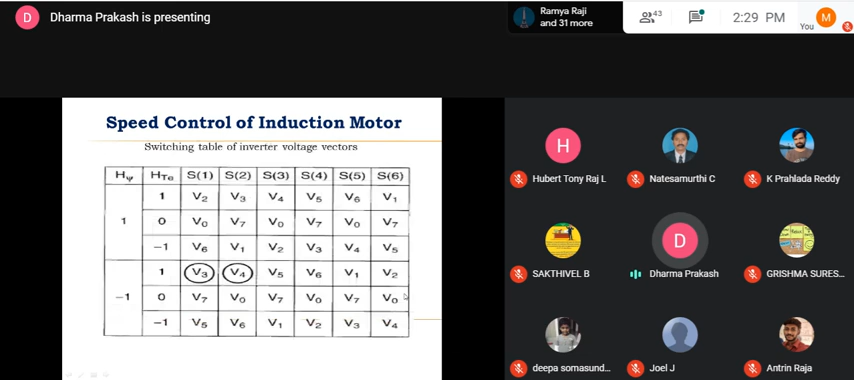 D Dharma Prakash is presenting
Ramya Raji
and 31 more
43
2:29 PM
You
M
Speed Control of Induction Motor
Switching table of inverter voltage vectors
Hψ HTe S(1) S(2) S(3) S(4) S(5) S(6)
1 1 V2 V3 V4 V5 V6 V1
0 V0 V7 V0 V7 V0 V7
-1 V6 V1 V2 V3 V4 V5
-1 1 V3 V4 V5 V6 V1 V2
0 V7 V0 V7 V0 V7 V0
-1 V5 V6 V1 V2 V3 V4
H
Hubert Tony Raj L
Natesamurthi C
K Prahlada Reddy
SAKTHIVEL B
D
Dharma Prakash
GRISHMA SURES...
deepa somasund...
Joel J
Antrin Raja